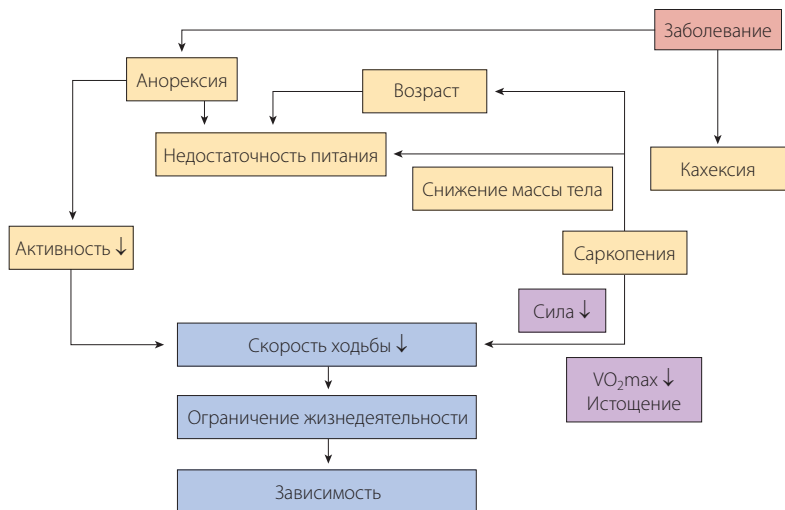 Заболевание
Анорексия
Возраст
Недостаточность питания
Кахексия
Снижение массы тела
Активность ↓
Саркопения
Сила ↓
Скорость ходьбы ↓
VO₂max ↓
Истощение
Ограничение жизнедеятельности
Зависимость